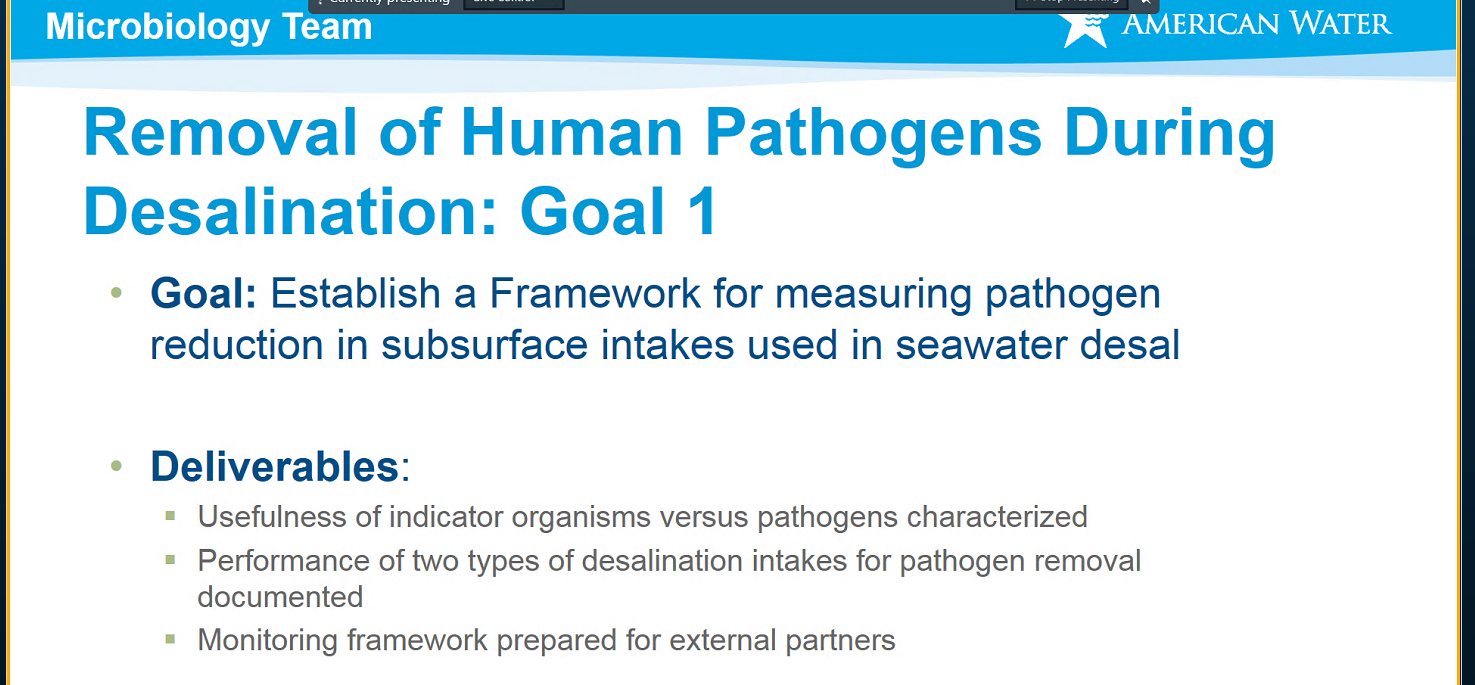 Currently presenting
Microbiology Team
AMERICAN WATER
Removal of Human Pathogens During
Desalination: Goal 1
• Goal: Establish a Framework for measuring pathogen
reduction in subsurface intakes used in seawater desal
• Deliverables:
▪ Usefulness of indicator organisms versus pathogens characterized
▪ Performance of two types of desalination intakes for pathogen removal
documented
▪ Monitoring framework prepared for external partners